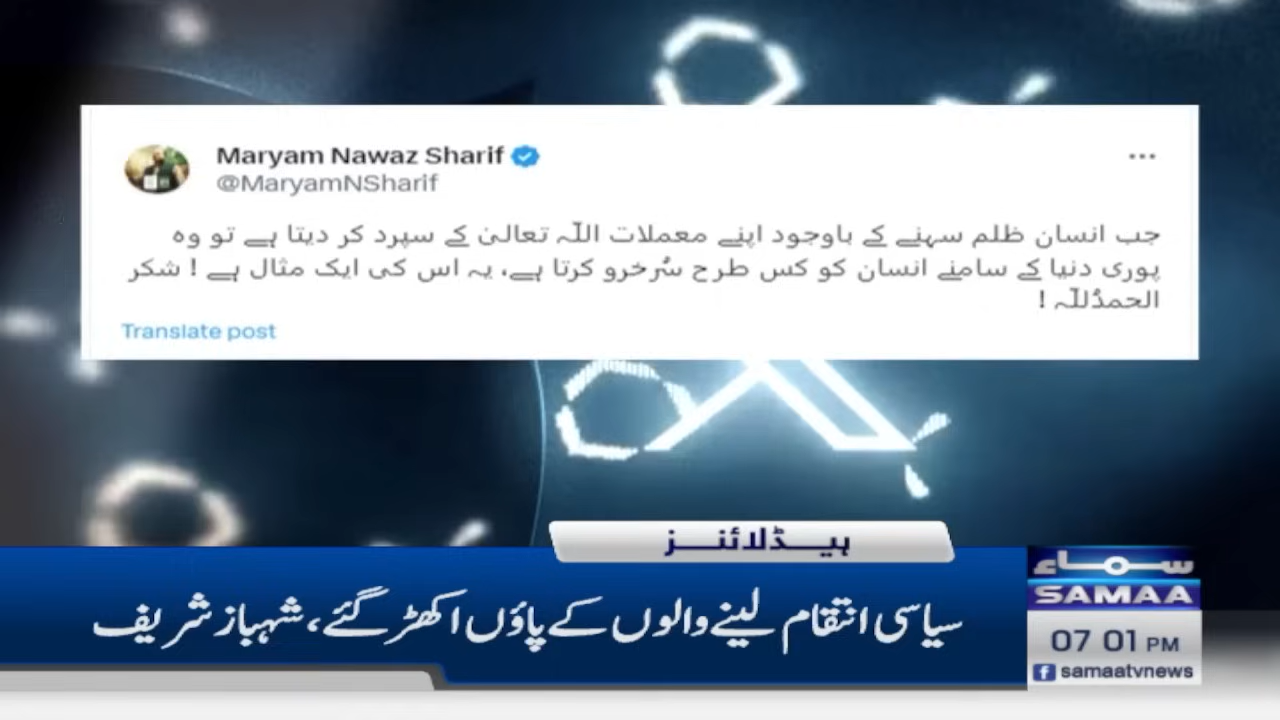 Maryam Nawaz Sharif
@MaryamNSharif
جب انسان ظلم سہنے کے باوجود اپنے معملات اللّہ تعالیٰ کے سپرد کر دیتا ہے تو وہ
پوری دنیا کے سامنے انسان کو کس طرح سُرخرو کرتا ہے، یہ اس کی ایک مثال ہے ! شکر
الحمدُللّہ !
Translate post
ہیڈلائنز
سیاسی انتقام لینے والوں کے پاؤں اکھڑ گئے، شہباز شریف
سماء
SAMAA
07 01 PM
samaatvnews